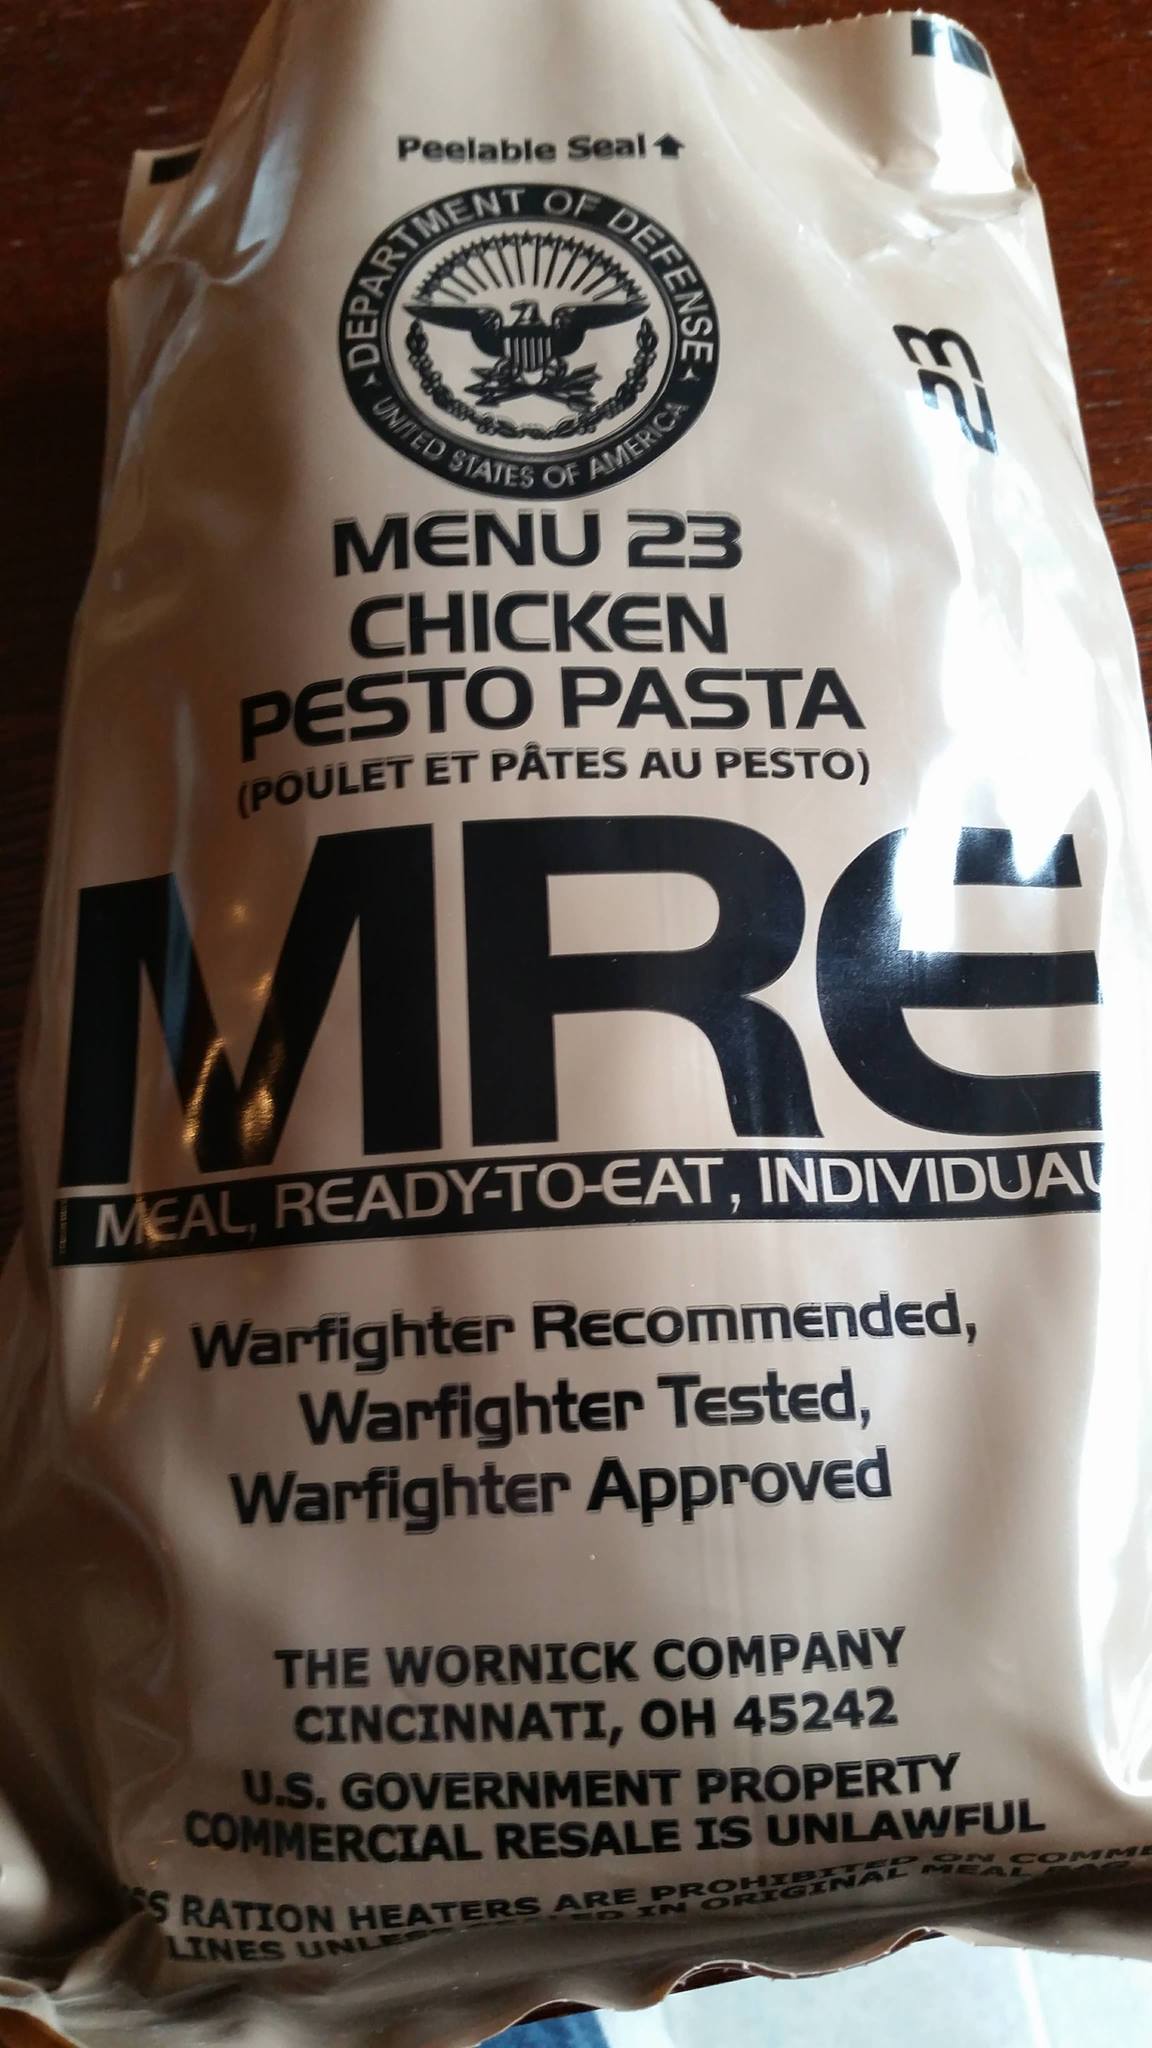 Peelable Seal
DEPARTMENT OF DEFENSE
UNITED STATES OF AMERICA
23
MENU 23
CHICKEN
PESTO PASTA
(POULET ET PÂTES AU PESTO)
MRE
MEAL, READY-TO-EAT, INDIVIDUAL
Warfighter Recommended,
Warfighter Tested,
Warfighter Approved
THE WORNICK COMPANY
CINCINNATI, OH 45242
U.S. GOVERNMENT PROPERTY
COMMERCIAL RESALE IS UNLAWFUL
RATION HEATERS ARE PROHIBITED ON
LINES IN ORIGINAL MEAL BAG